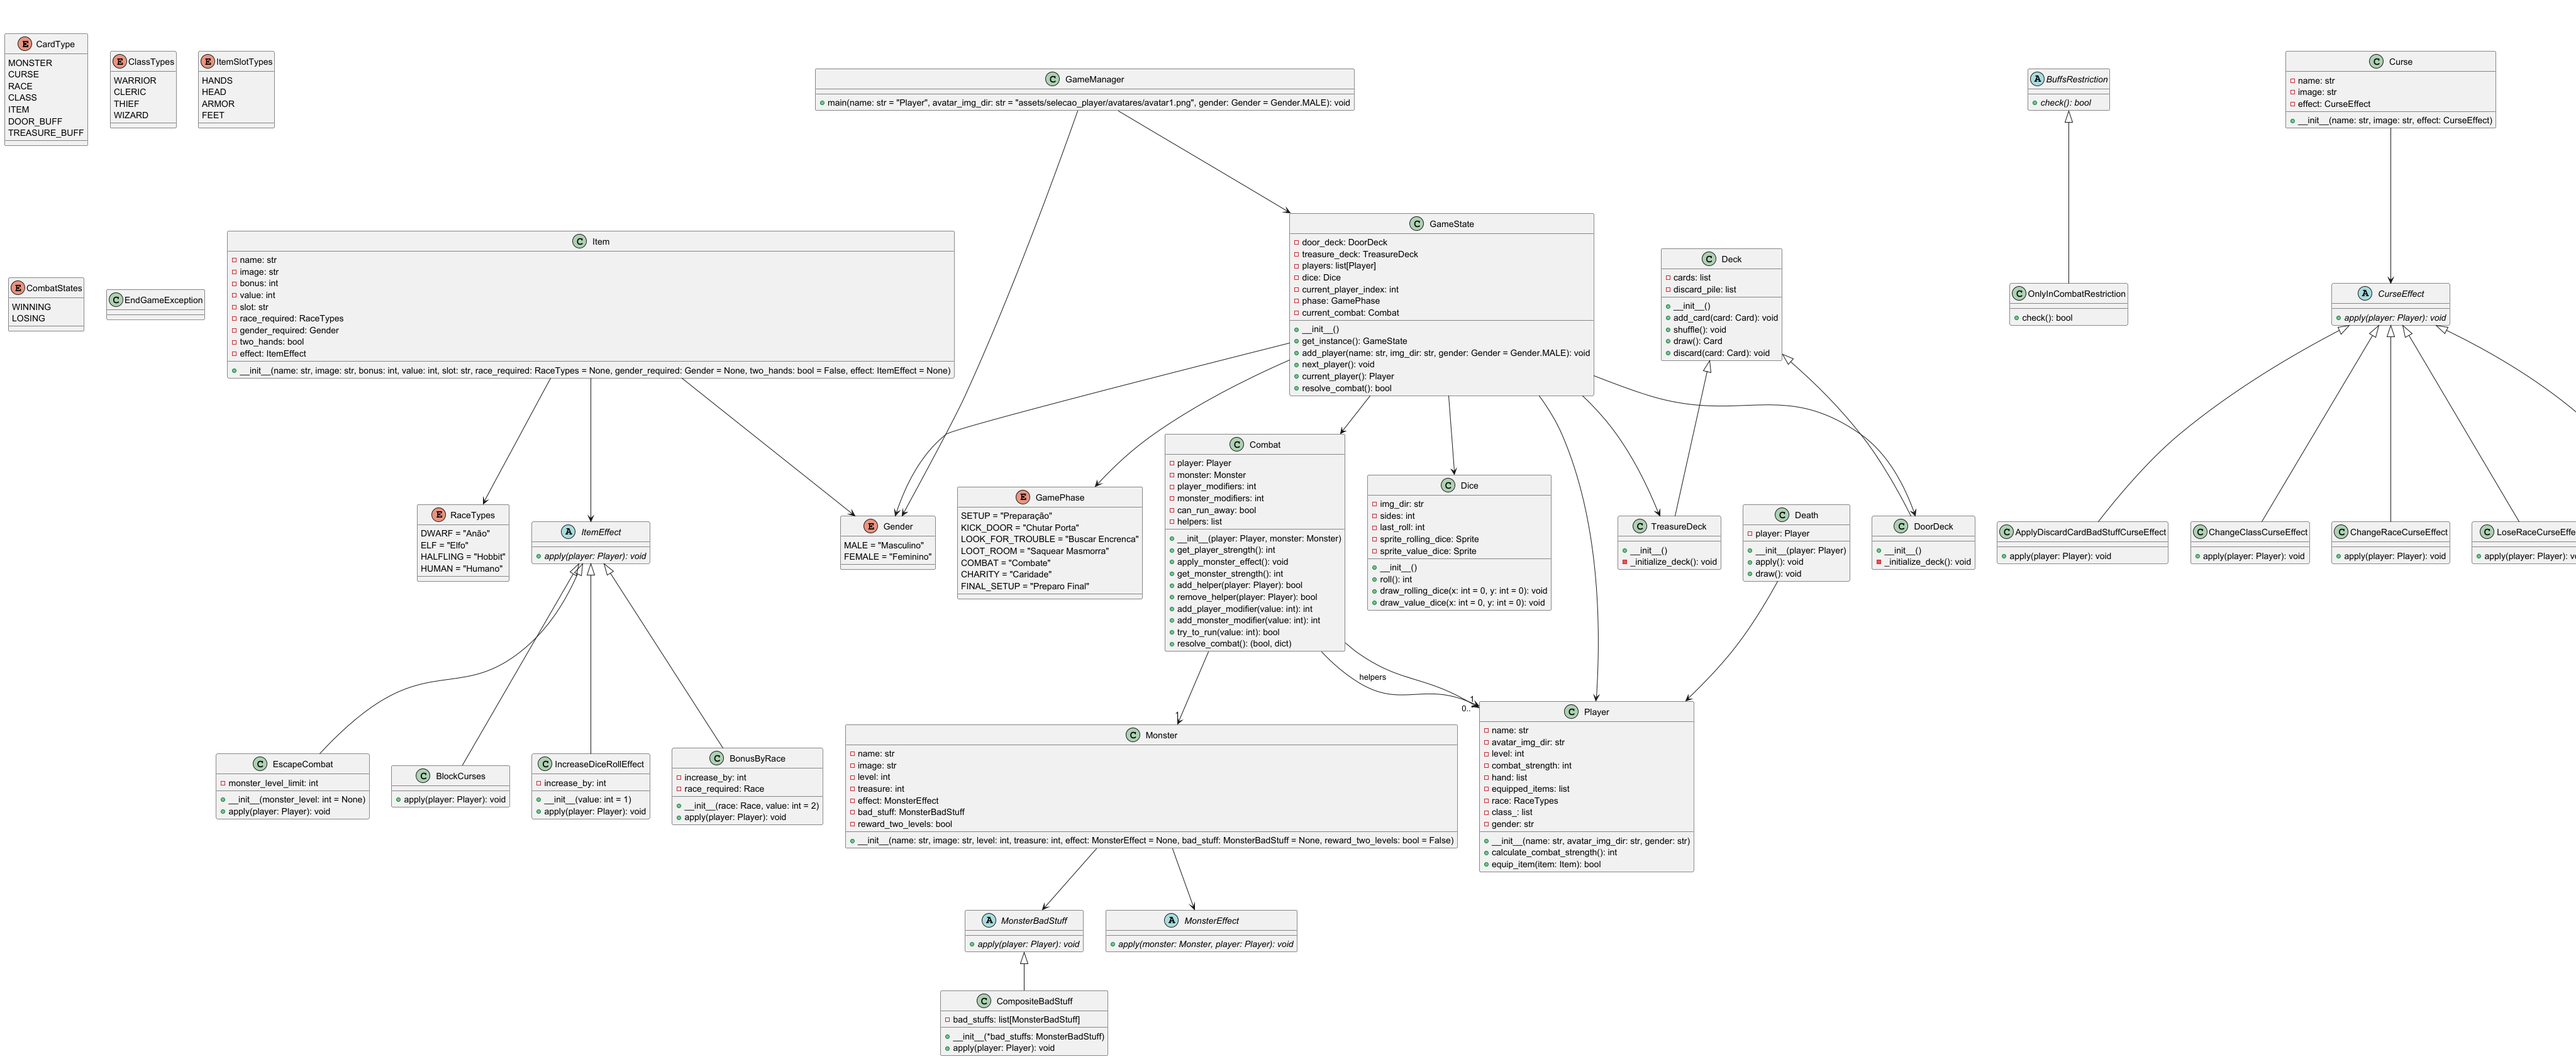 CardType
MONSTER
CURSE
RACE
CLASS
ITEM
DOOR_BUFF
TREASURE_BUFF
ClassTypes
WARRIOR
CLERIC
THIEF
WIZARD
ItemSlotTypes
HANDS
HEAD
ARMOR
FEET
GameManager
main(name: str = "Player", avatar_img_dir: str = "assets/selecao_player/avatares/avatar1.png", gender: Gender = Gender.MALE): void
BuffsRestriction
check(): bool
Curse
name: str
image: str
effect: CurseEffect
__init__(name: str, image: str, effect: CurseEffect)
CombatStates
WINNING
LOSING
EndGameException
Item
name: str
image: str
bonus: int
value: int
slot: str
race_required: RaceTypes
gender_required: Gender
two_hands: bool
effect: ItemEffect
__init__(name: str, image: str, bonus: int, value: int, slot: str, race_required: RaceTypes = None, gender_required: Gender = None, two_hands: bool = False, effect: ItemEffect = None)
GameState
door_deck: DoorDeck
treasure_deck: TreasureDeck
players: list[Player]
dice: Dice
current_player_index: int
phase: GamePhase
current_combat: Combat
__init__()
get_instance(): GameState
add_player(name: str, img_dir: str, gender: Gender = Gender.MALE): void
next_player(): void
current_player(): Player
resolve_combat(): bool
Deck
cards: list
discard_pile: list
__init__()
add_card(card: Card): void
shuffle(): void
draw(): Card
discard(card: Card): void
OnlyInCombatRestriction
check(): bool
CurseEffect
apply(player: Player): void
RaceTypes
DWARF = "Anão"
ELF = "Elfo"
HALFLING = "Hobbit"
HUMAN = "Humano"
ItemEffect
apply(player: Player): void
Gender
MALE = "Masculino"
FEMALE = "Feminino"
GamePhase
SETUP = "Preparação"
KICK_DOOR = "Chutar Porta"
LOOK_FOR_TROUBLE = "Buscar Encrenca"
LOOT_ROOM = "Saquear Masmorra"
COMBAT = "Combate"
CHARITY = "Caridade"
FINAL_SETUP = "Preparo Final"
Combat
player: Player
monster: Monster
player_modifiers: int
monster_modifiers: int
can_run_away: bool
helpers: list
__init__(player: Player, monster: Monster)
get_player_strength(): int
apply_monster_effect(): void
get_monster_strength(): int
add_helper(player: Player): bool
remove_helper(player: Player): bool
add_player_modifier(value: int): int
add_monster_modifier(value: int): int
try_to_run(value: int): bool
resolve_combat(): (bool, dict)
Dice
img_dir: str
sides: int
last_roll: int
sprite_rolling_dice: Sprite
sprite_value_dice: Sprite
__init__()
roll(): int
draw_rolling_dice(x: int = 0, y: int = 0): void
draw_value_dice(x: int = 0, y: int = 0): void
TreasureDeck
__init__()
_initialize_deck(): void
Death
player: Player
__init__(player: Player)
apply(): void
draw(): void
DoorDeck
__init__()
_initialize_deck(): void
ApplyDiscardCardBadStuffCurseEffect
apply(player: Player): void
ChangeClassCurseEffect
apply(player: Player): void
ChangeRaceCurseEffect
apply(player: Player): void
LoseRaceCurseEffe
apply(player: Player): v
helpers
1
0..
1
EscapeCombat
monster_level_limit: int
__init__(monster_level: int = None)
apply(player: Player): void
BlockCurses
apply(player: Player): void
IncreaseDiceRollEffect
increase_by: int
__init__(value: int = 1)
apply(player: Player): void
BonusByRace
increase_by: int
race_required: Race
__init__(race: Race, value: int = 2)
apply(player: Player): void
Monster
name: str
image: str
level: int
treasure: int
effect: MonsterEffect
bad_stuff: MonsterBadStuff
reward_two_levels: bool
__init__(name: str, image: str, level: int, treasure: int, effect: MonsterEffect = None, bad_stuff: MonsterBadStuff = None, reward_two_levels: bool = False)
Player
name: str
avatar_img_dir: str
level: int
combat_strength: int
hand: list
equipped_items: list
race: RaceTypes
class_: list
gender: str
__init__(name: str, avatar_img_dir: str, gender: str)
calculate_combat_strength(): int
equip_item(item: Item): bool
MonsterBadStuff
apply(player: Player): void
MonsterEffect
apply(monster: Monster, player: Player): void
CompositeBadStuff
bad_stuffs: list[MonsterBadStuff]
__init__(*bad_stuffs: MonsterBadStuff)
apply(player: Player): void